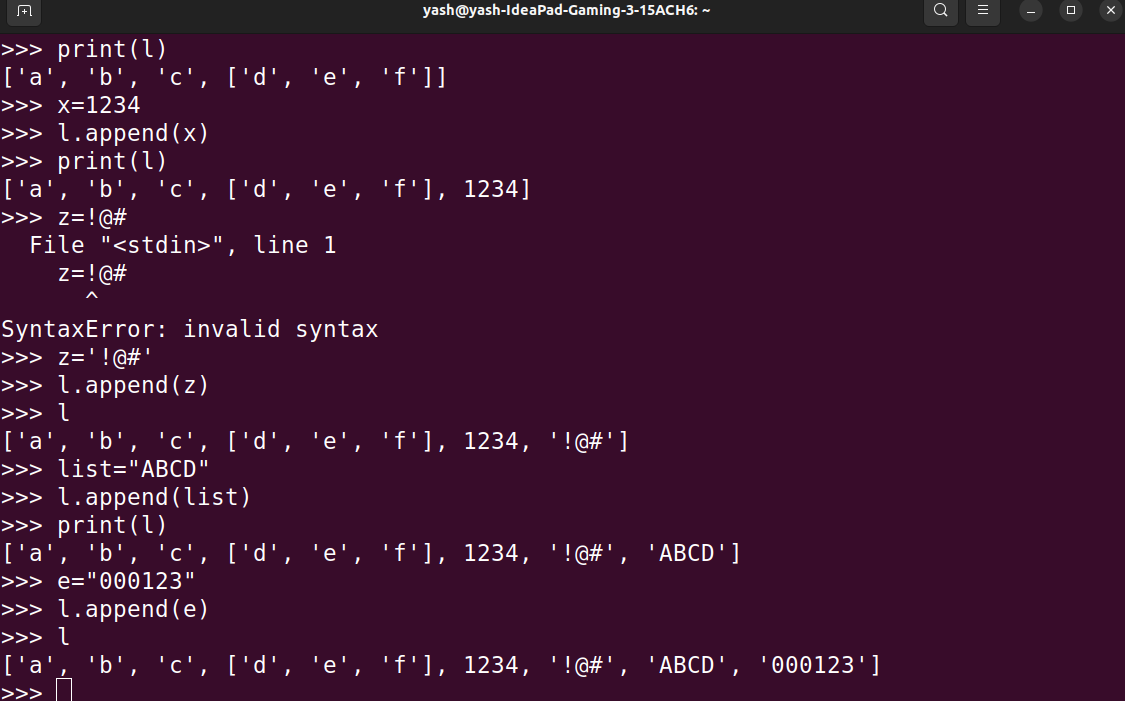 yash@yash-IdeaPad-Gaming-3-15ACH6: ~
>>> print(l)
['a', 'b', 'c', ['d', 'e', 'f']]
>>> x=1234
>>> l.append(x)
>>> print(l)
['a', 'b', 'c', ['d', 'e', 'f'], 1234]
>>> z=!@#
  File "<stdin>", line 1
    z=!@#
      ^
SyntaxError: invalid syntax
>>> z='!@#'
>>> l.append(z)
>>> l
['a', 'b', 'c', ['d', 'e', 'f'], 1234, '!@#']
>>> list="ABCD"
>>> l.append(list)
>>> print(l)
['a', 'b', 'c', ['d', 'e', 'f'], 1234, '!@#', 'ABCD']
>>> e="000123"
>>> l.append(e)
>>> l
['a', 'b', 'c', ['d', 'e', 'f'], 1234, '!@#', 'ABCD', '000123']
>>>